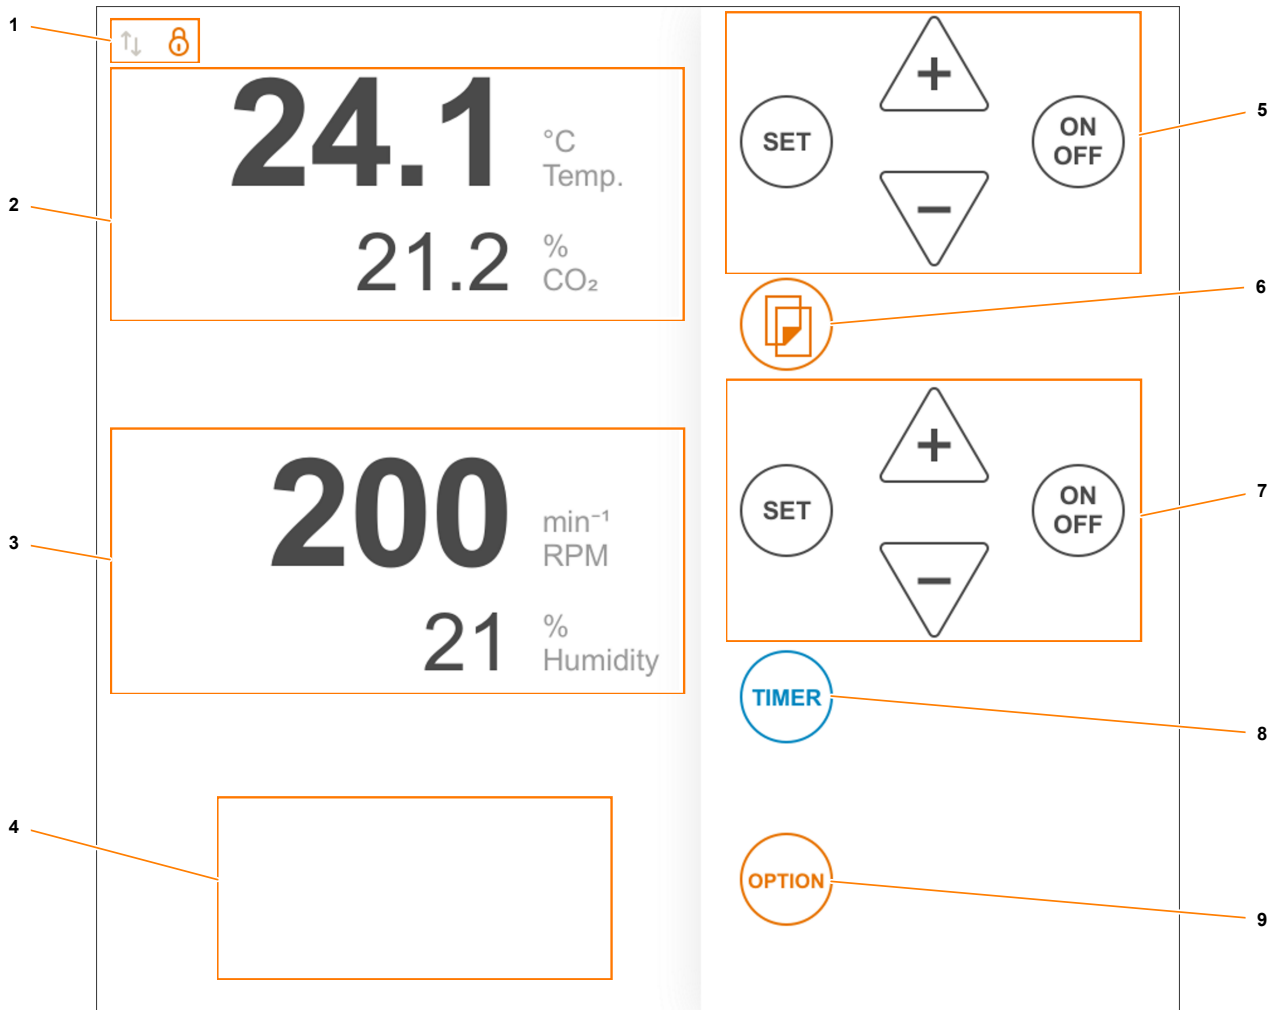 1
24.1 °C
Temp.
2
21.2 %
CO₂
200 min⁻¹
RPM
3
21 %
Humidity
4
+
SET
ON
OFF
5
−
6
+
SET
ON
OFF
7
−
TIMER
8
OPTION
9